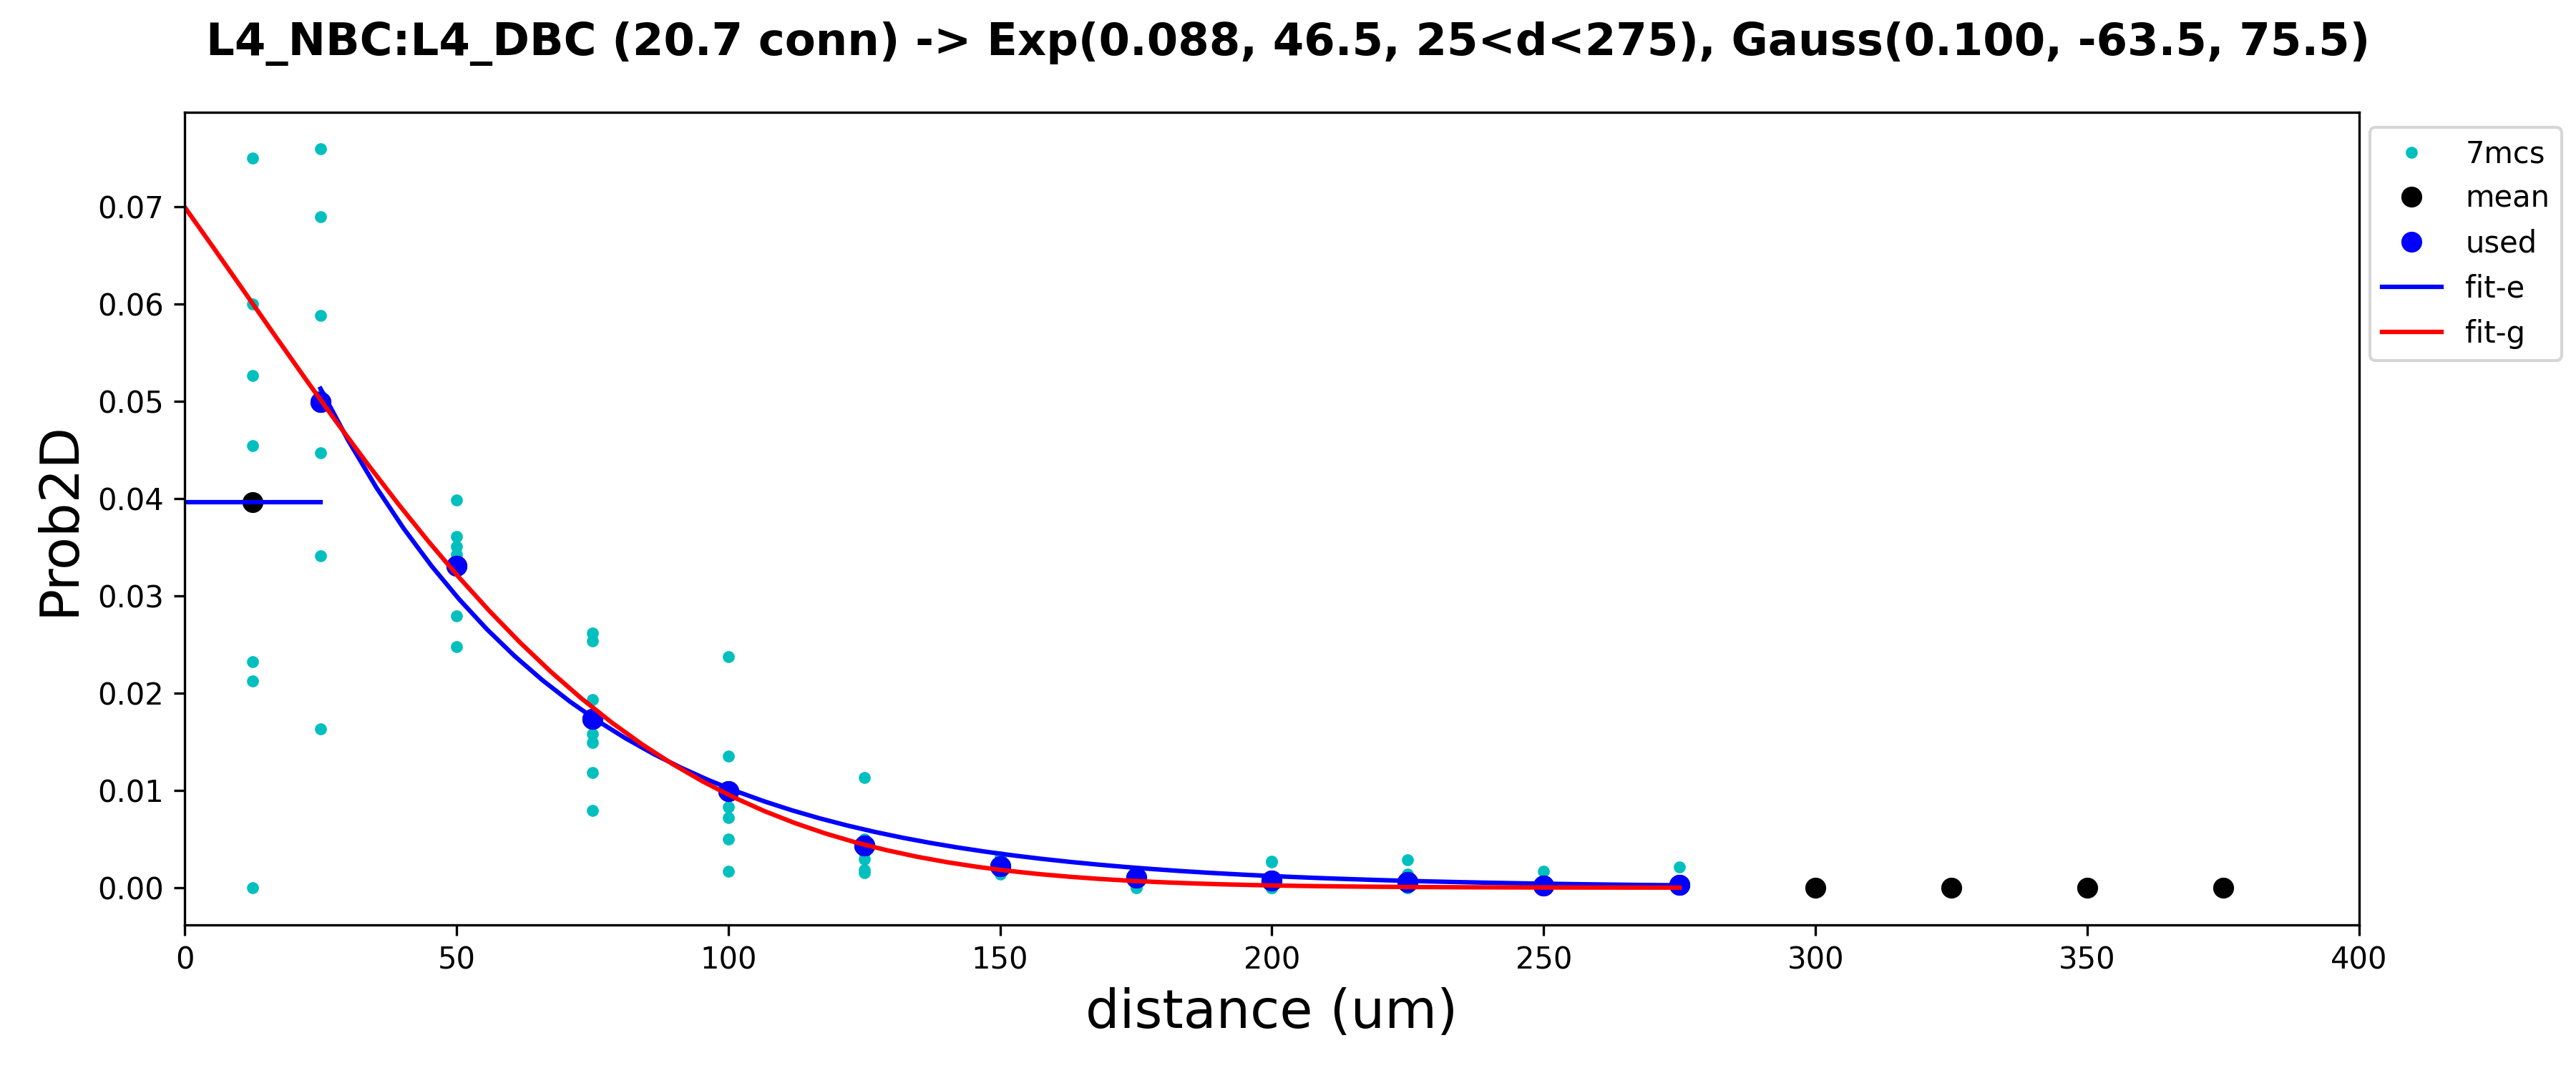 L4_NBC:L4_DBC (20.7 conn) -> Exp(0.088, 46.5, 25<d<275), Gauss(0.100, -63.5, 75.5)
7mcs
mean
used
fit-e
fit-g
Prob2D
0.07
0.06
0.05
0.04
0.03
0.02
0.01
0.00
0 50 100 150 200 250 300 350 400
distance (um)